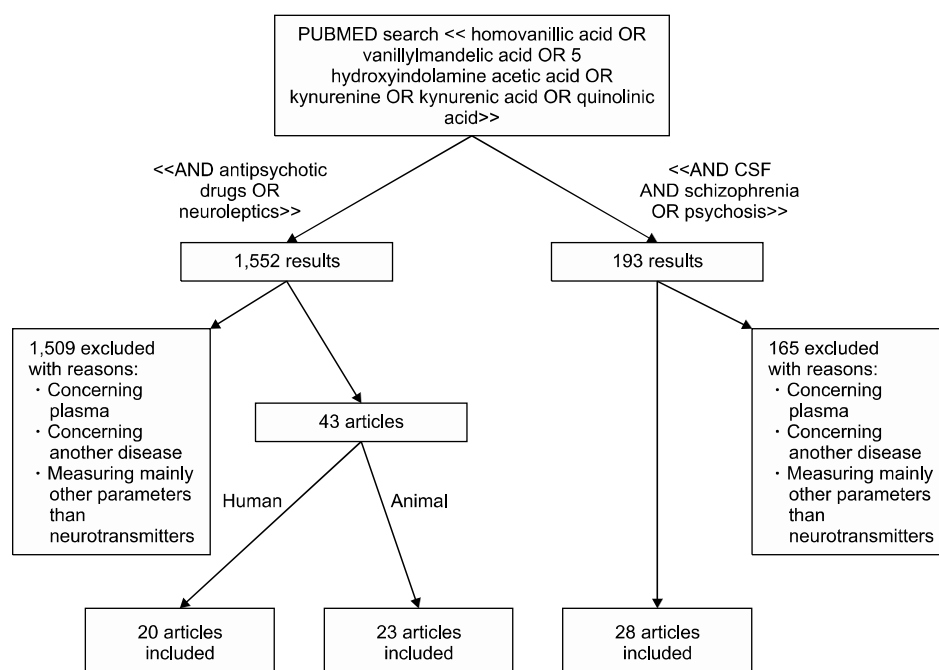 PUBMED search << homovanillic acid OR
vanillylmandelic acid OR 5
hydroxyindolamine acetic acid OR
kynurenine OR kynurenic acid OR quinolinic
acid>>
<<AND antipsychotic
drugs OR
neuroleptics>>
<<AND CSF
AND schizophrenia
OR psychosis>>
1,552 results
193 results
1,509 excluded
with reasons:
· Concerning
plasma
· Concerning
another disease
· Measuring mainly
other parameters
than
neurotransmitters
165 excluded
with reasons:
· Concerning
plasma
· Concerning
another disease
· Measuring mainly
other parameters
than
neurotransmitters
43 articles
Human
Animal
20 articles
included
23 articles
included
28 articles
included